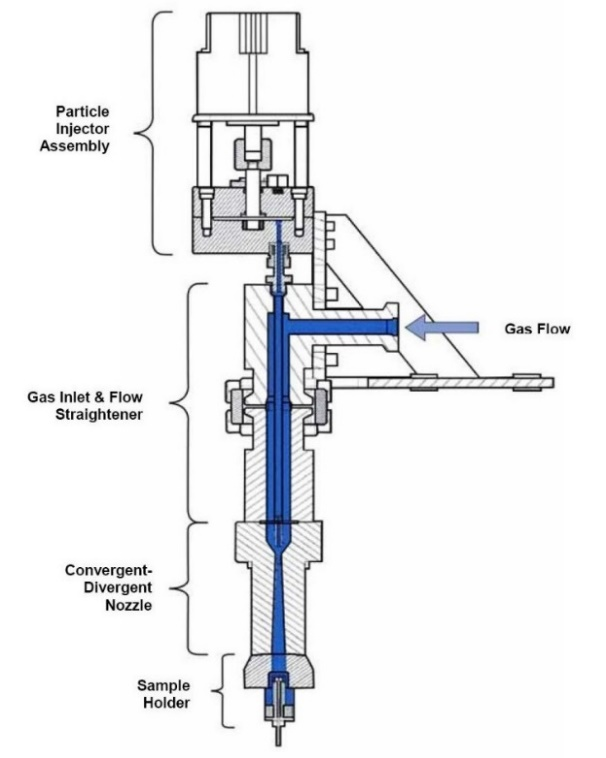 Particle
Injector
Assembly
Gas Flow
Gas Inlet & Flow
Straightener
Convergent-
Divergent
Nozzle
Sample
Holder